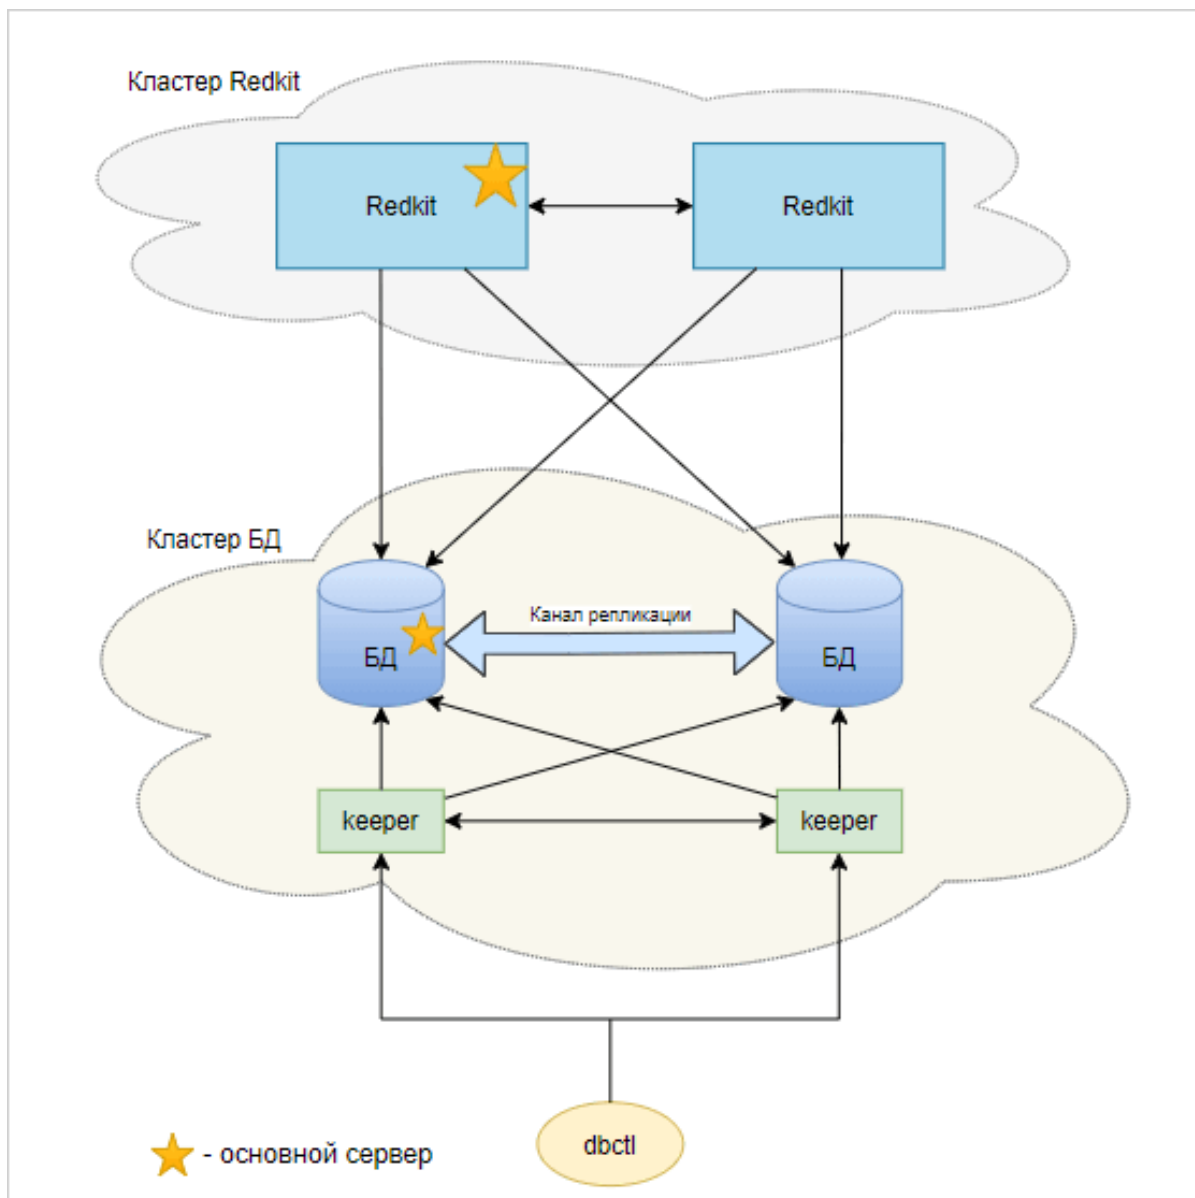 Кластер Redkit
Redkit
Redkit
Кластер БД
Канал репликации
БД
БД
keeper
keeper
dbctl
- основной сервер